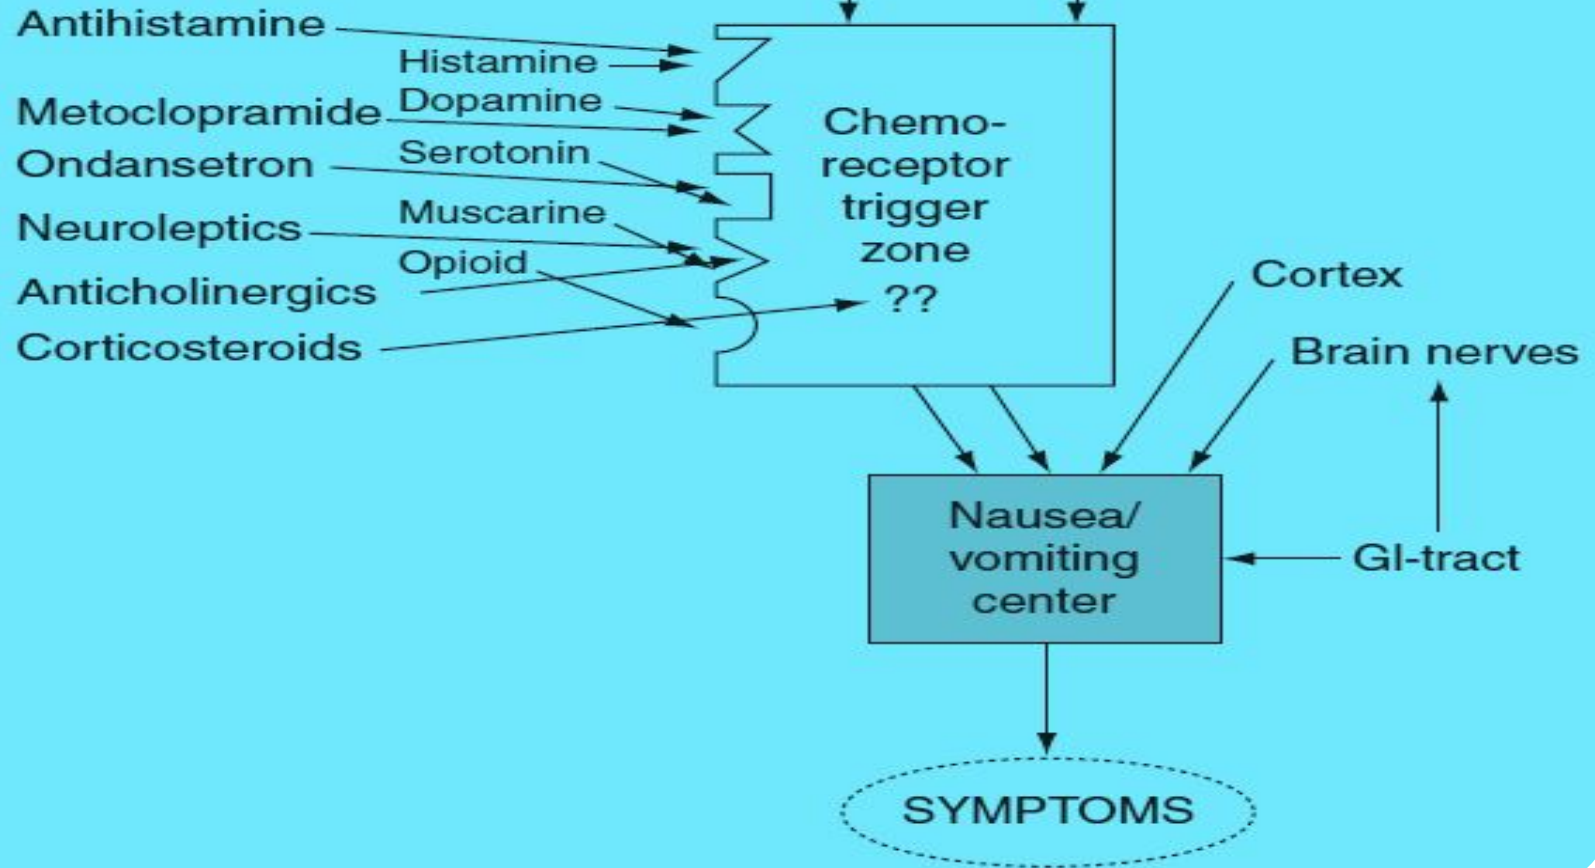 Antihistamine
Histamine
Metoclopramide
Dopamine
Ondansetron
Serotonin
Neuroleptics
Muscarine
Anticholinergics
Opioid
Corticosteroids
Chemo-
receptor
trigger
zone
??
Cortex
Brain nerves
Nausea/
vomiting
center
GI-tract
SYMPTOMS